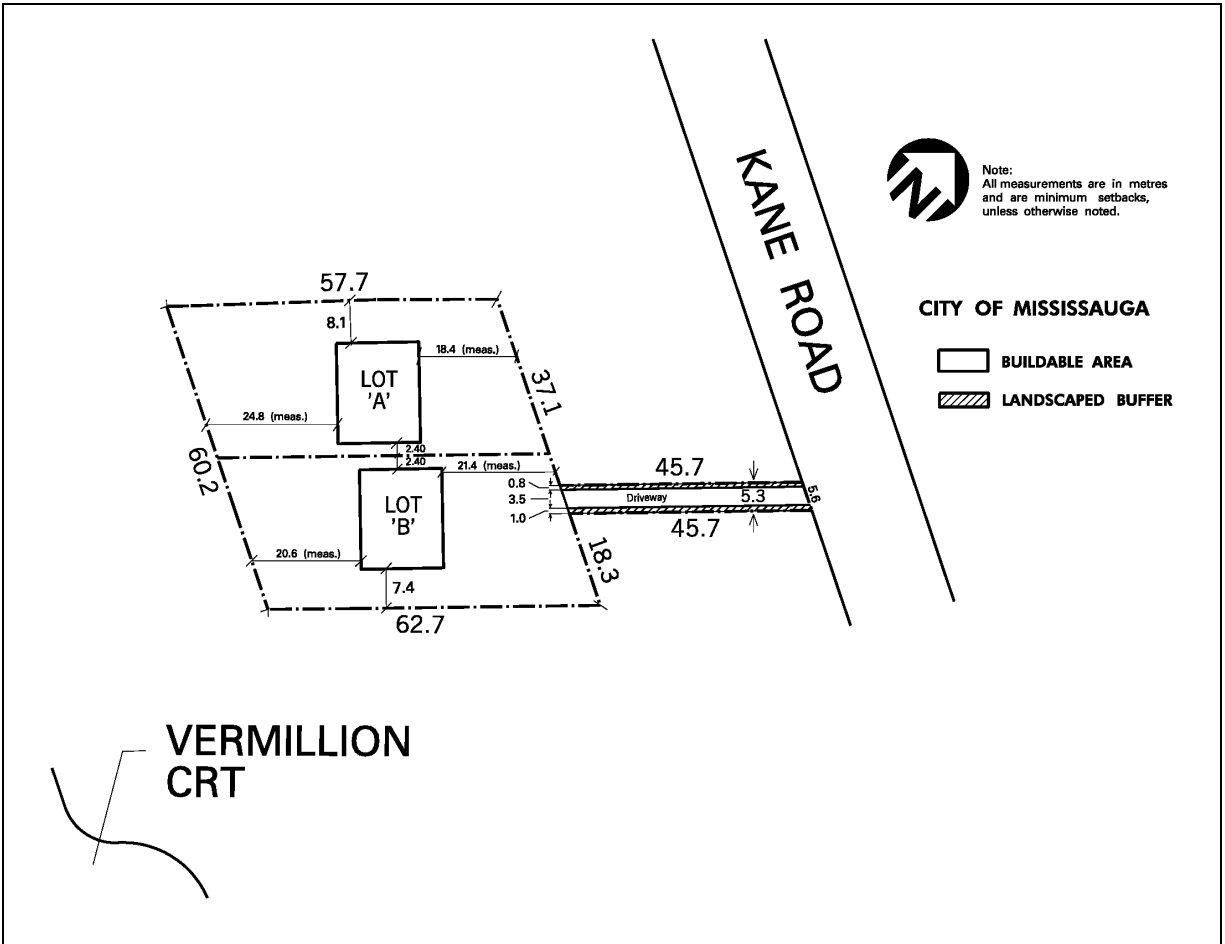 KANE ROAD
N
Note:
All measurements are in metres
and are minimum setbacks,
unless otherwise noted.
CITY OF MISSISSAUGA
BUILDABLE AREA
LANDSCAPED BUFFER
57.7
8.1
18.4 (meas.)
LOT
'A'
37.1
24.8 (meas.)
2.40
2.40
60.2
21.4 (meas.)
45.7
0.8
3.5
1.0
Driveway
5.3
5.6
45.7
LOT
'B'
18.3
20.6 (meas.)
7.4
62.7
VERMILLION
CRT